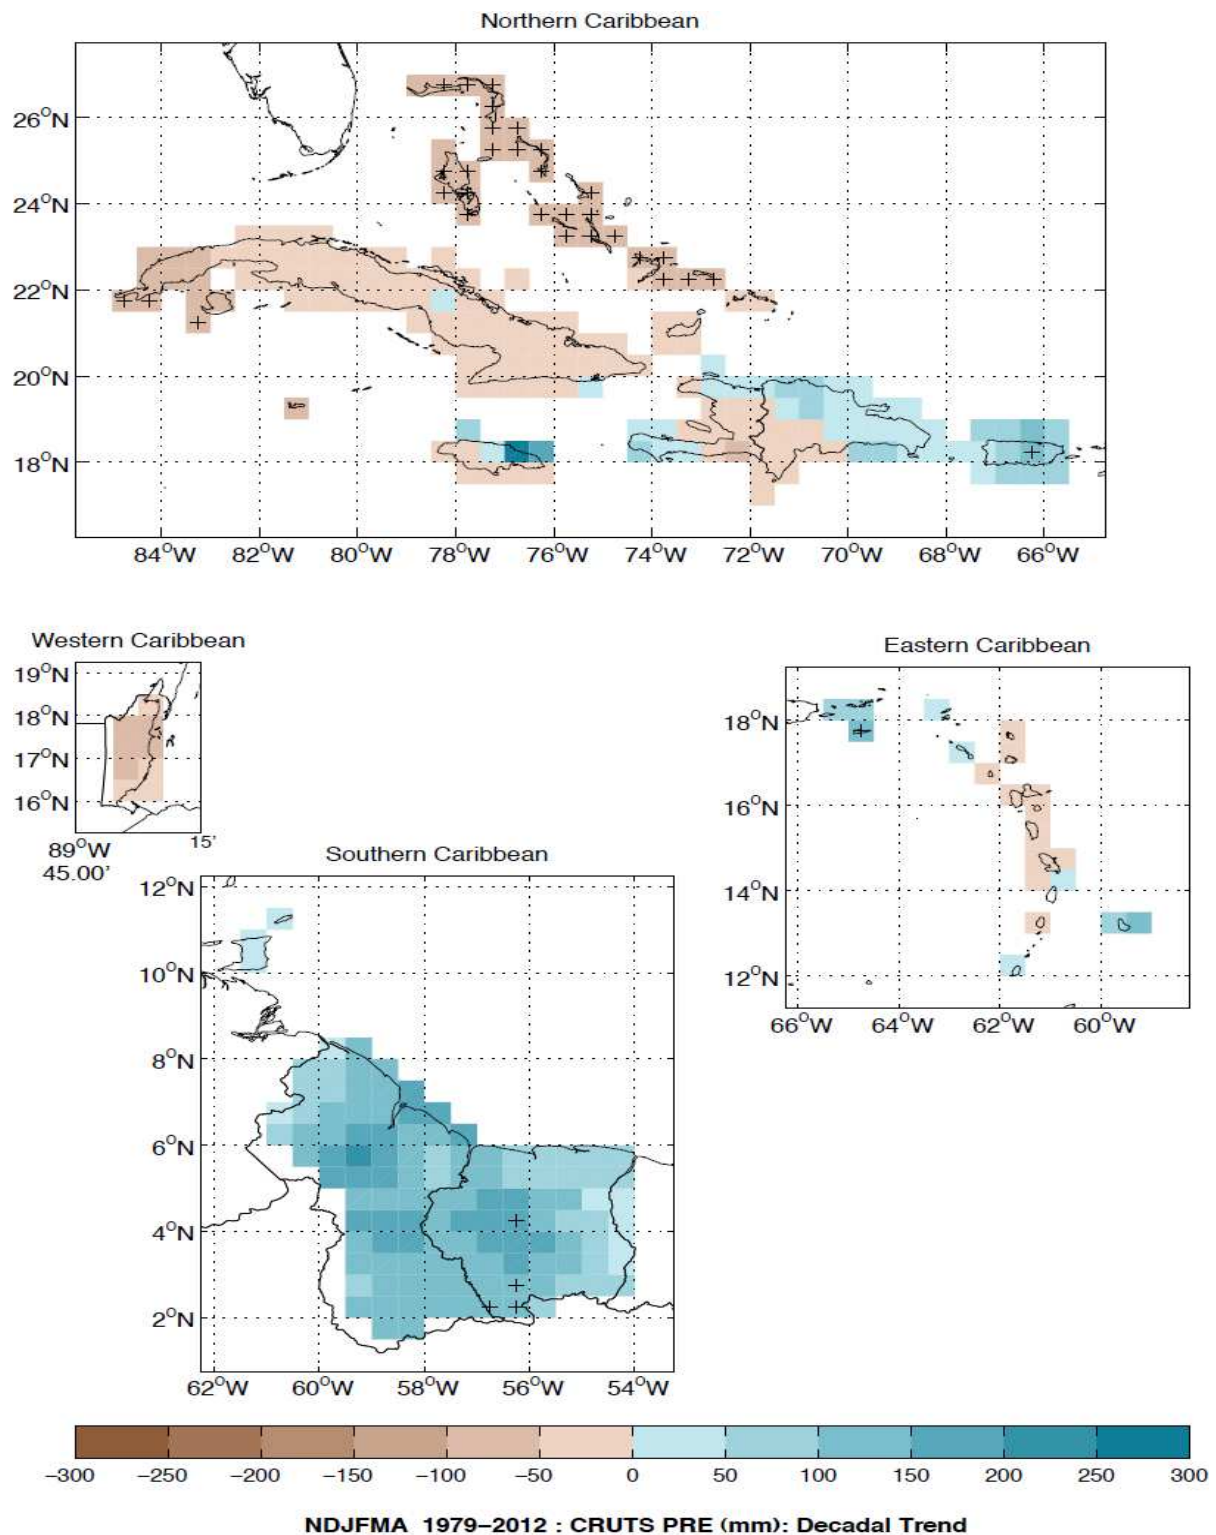 Northern Caribbean
26°N
24°N
22°N
20°N
18°N
84°W 82°W 80°W 78°W 76°W 74°W 72°W 70°W 68°W 66°W
Western Caribbean
19°N
18°N
17°N
16°N
89°W 15'
45.00'
Eastern Caribbean
18°N
16°N
14°N
12°N
66°W 64°W 62°W 60°W
Southern Caribbean
12°N
10°N
8°N
6°N
4°N
2°N
62°W 60°W 58°W 56°W 54°W
−300 −250 −200 −150 −100 −50 0 50 100 150 200 250 300
NDJFMA 1979−2012 : CRUTS PRE (mm): Decadal Trend